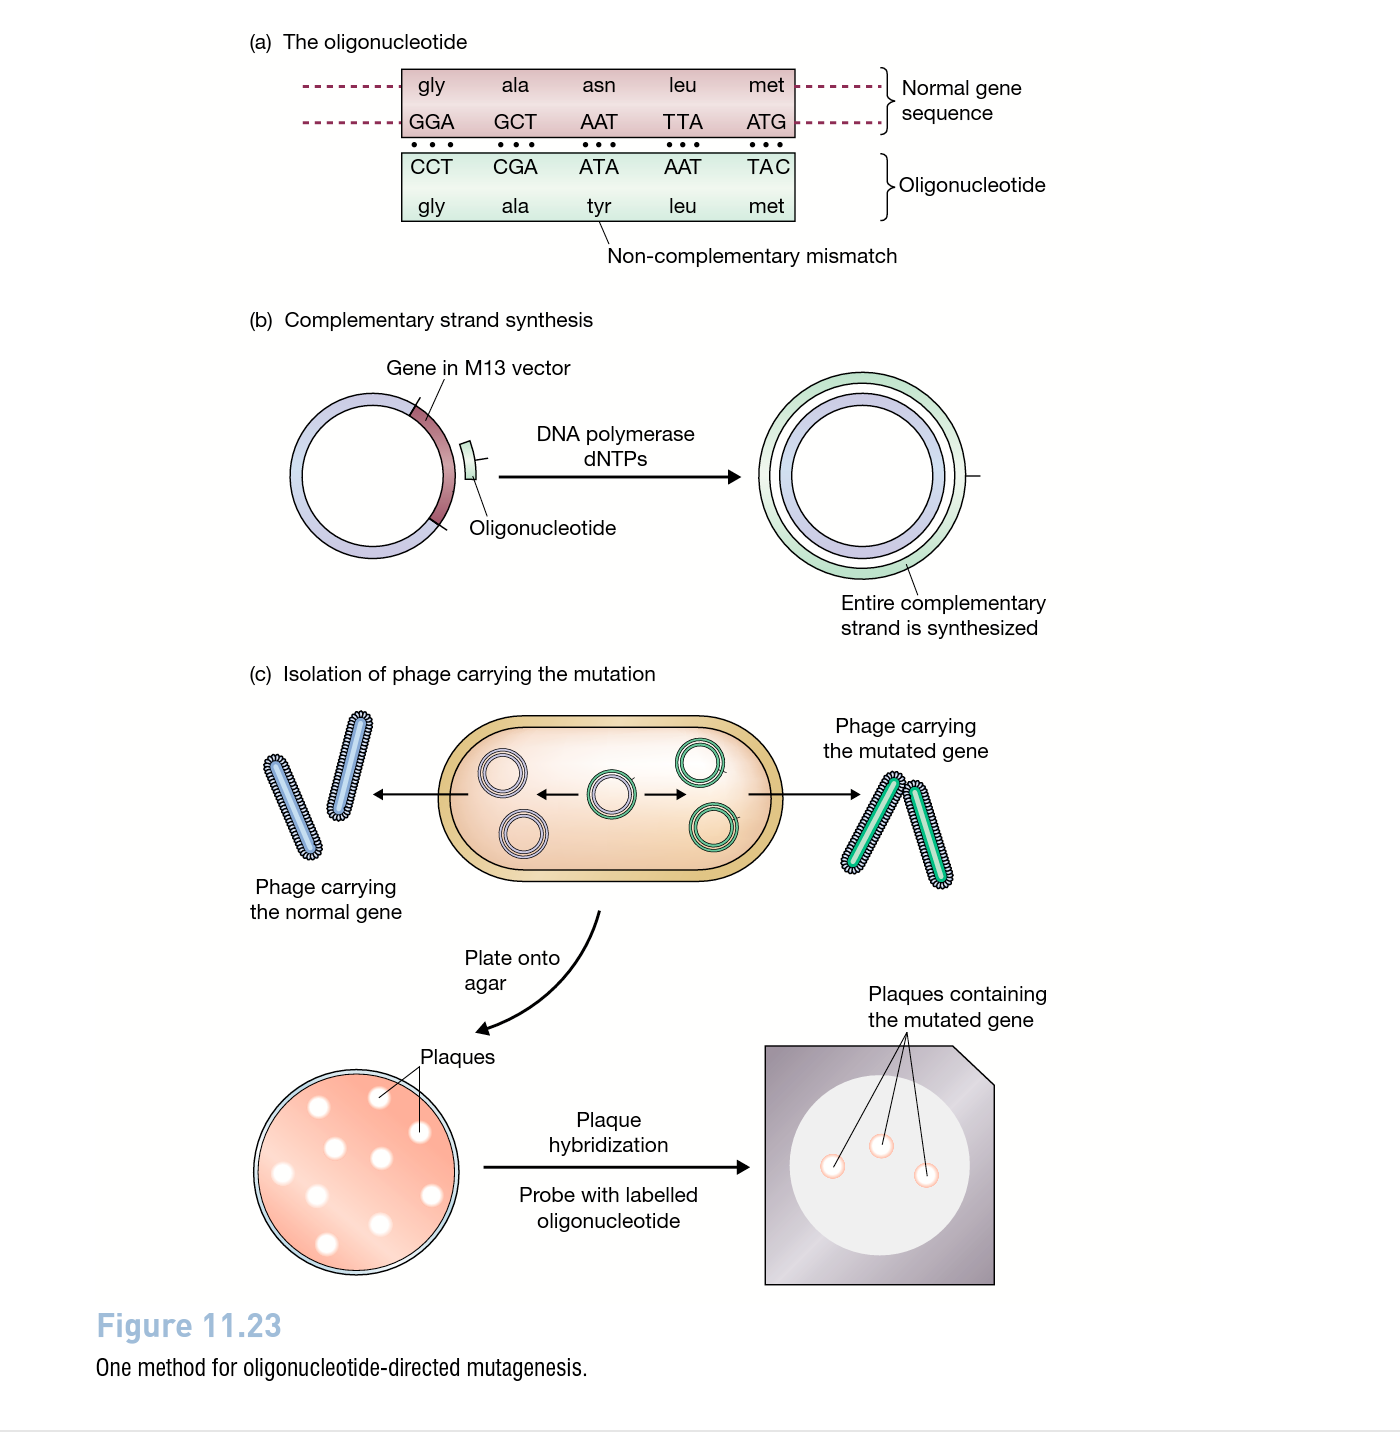 (a) The oligonucleotide
gly ala asn leu met
GGA GCT AAT TTA ATG
Normal gene
sequence
CCT CGA ATA AAT TAC
gly ala tyr leu met
Oligonucleotide
Non-complementary mismatch
(b) Complementary strand synthesis
Gene in M13 vector
DNA polymerase
dNTPs
Oligonucleotide
Entire complementary
strand is synthesized
(c) Isolation of phage carrying the mutation
Phage carrying
the mutated gene
Phage carrying
the normal gene
Plate onto
agar
Plaques containing
the mutated gene
Plaques
Plaque
hybridization
Probe with labelled
oligonucleotide
Figure 11.23
One method for oligonucleotide-directed mutagenesis.